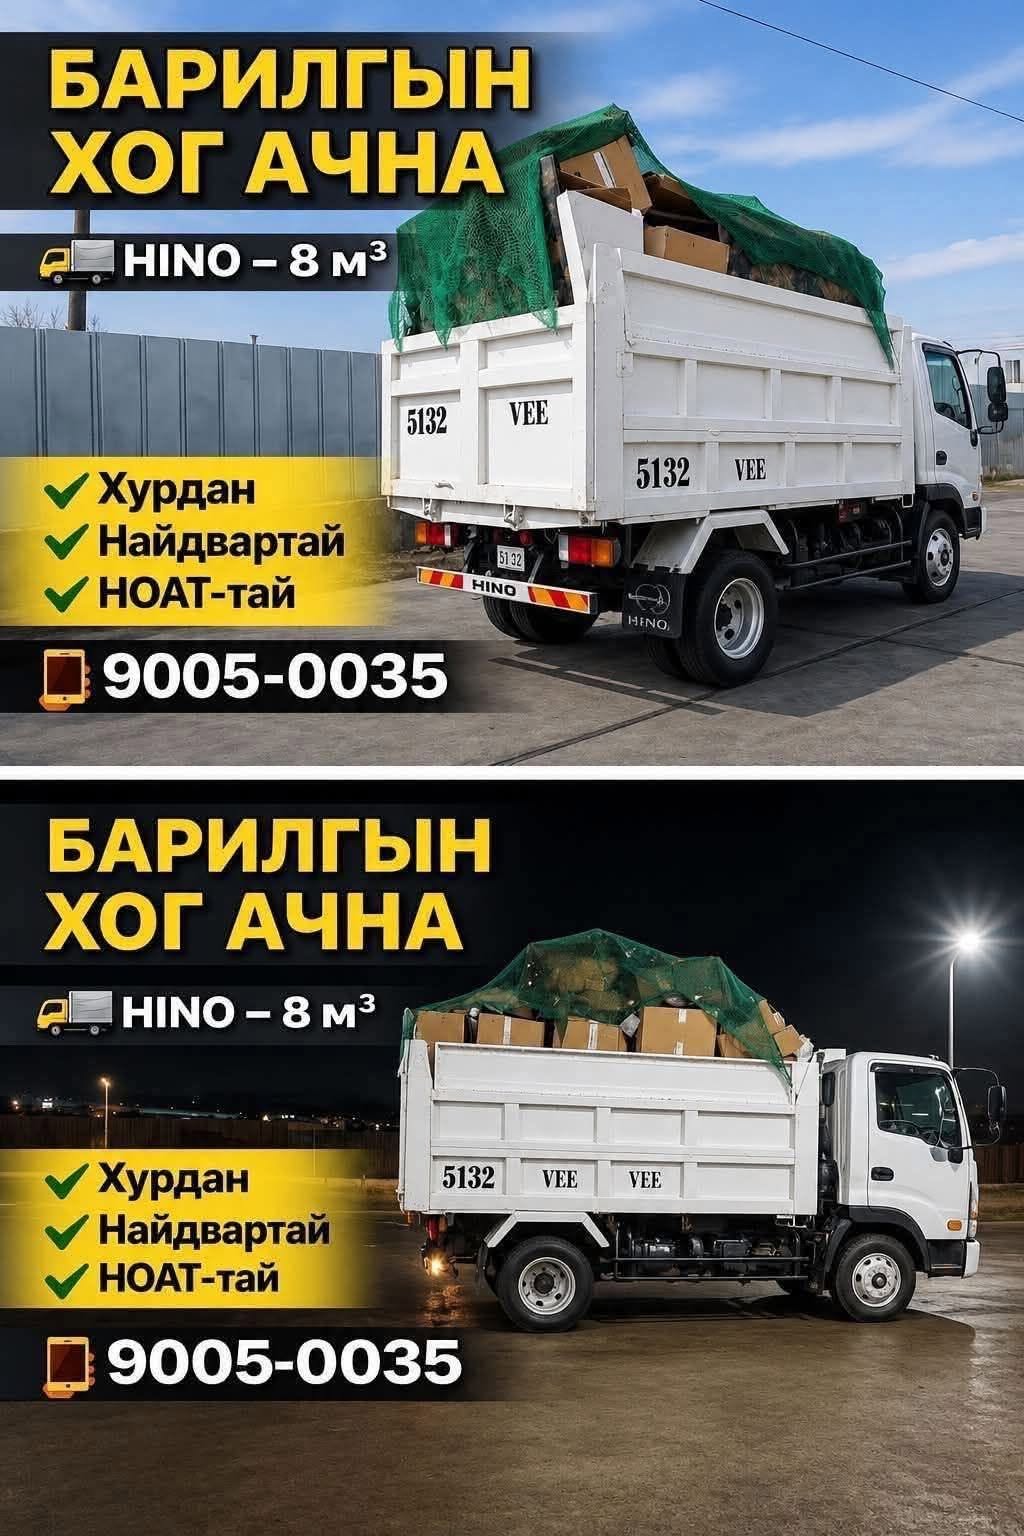 БАРИЛГЫН
ХОГ АЧНА
HINO – 8 м³
5132
VEE
5132
VEE
Хурдан
Найдвартай
НОАТ-тай
51 32
HINO
HINO
9005-0035
БАРИЛГЫН
ХОГ АЧНА
HINO – 8 м³
5132
VEE
VEE
Хурдан
Найдвартай
НОАТ-тай
9005-0035